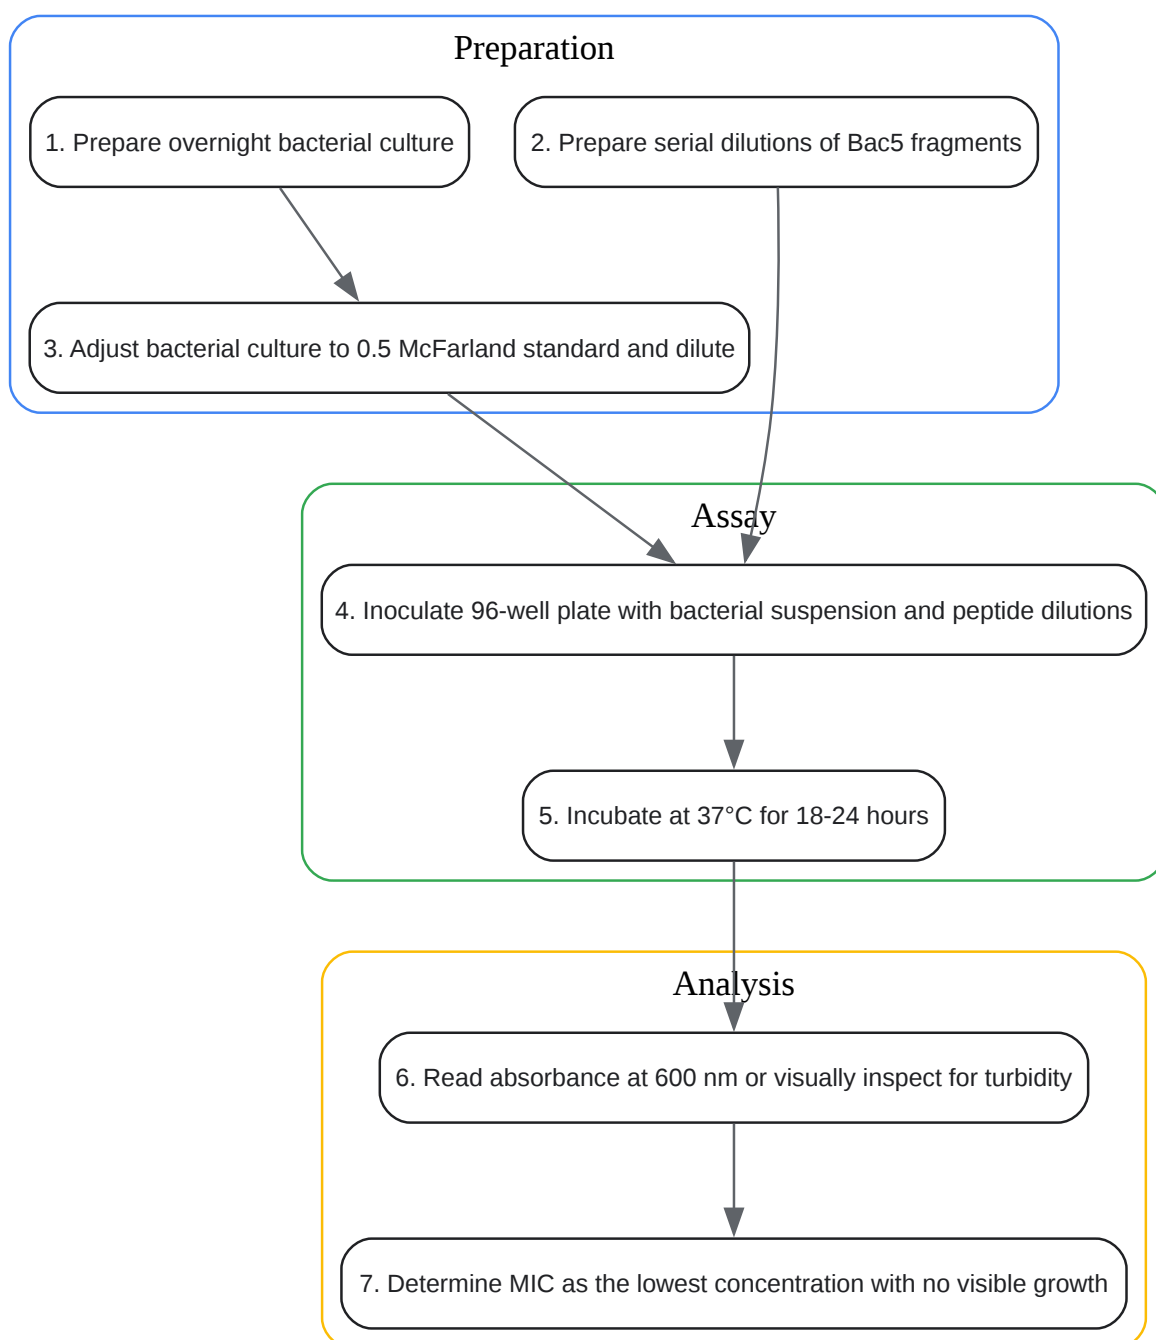 Preparation
1. Prepare overnight bacterial culture
2. Prepare serial dilutions of Bac5 fragments
3. Adjust bacterial culture to 0.5 McFarland standard and dilute
Assay
4. Inoculate 96-well plate with bacterial suspension and peptide dilutions
5. Incubate at 37°C for 18-24 hours
Analysis
6. Read absorbance at 600 nm or visually inspect for turbidity
7. Determine MIC as the lowest concentration with no visible growth